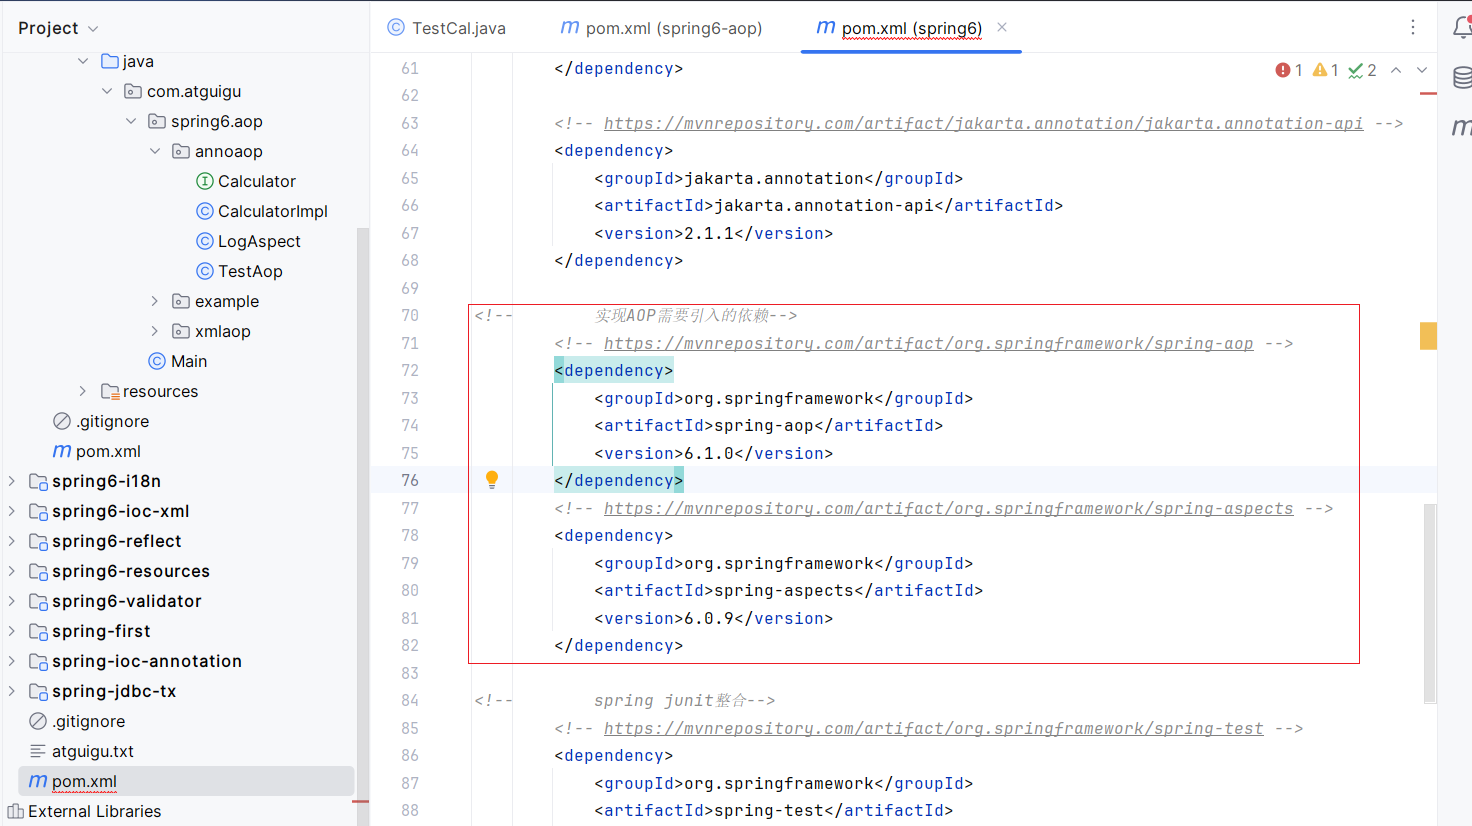 Project
TestCal.java
pom.xml (spring6-aop)
pom.xml (spring6)
java
com.atguigu
spring6.aop
annoaop
Calculator
CalculatorImpl
LogAspect
TestAop
example
xmlaop
Main
resources
.gitignore
pom.xml
spring6-i18n
spring6-ioc-xml
spring6-reflect
spring6-resources
spring6-validator
spring-first
spring-ioc-annotation
spring-jdbc-tx
.gitignore
atguigu.txt
pom.xml
External Libraries
1 1 2
61 </dependency>
62
63 <!-- https://mvnrepository.com/artifact/jakarta.annotation/jakarta.annotation-api -->
64 <dependency>
65 <groupId>jakarta.annotation</groupId>
66 <artifactId>jakarta.annotation-api</artifactId>
67 <version>2.1.1</version>
68 </dependency>
69
70 <!-- 实现AOP需要引入的依赖-->
71 <!-- https://mvnrepository.com/artifact/org.springframework/spring-aop -->
72 <dependency>
73 <groupId>org.springframework</groupId>
74 <artifactId>spring-aop</artifactId>
75 <version>6.1.0</version>
76 </dependency>
77 <!-- https://mvnrepository.com/artifact/org.springframework/spring-aspects -->
78 <dependency>
79 <groupId>org.springframework</groupId>
80 <artifactId>spring-aspects</artifactId>
81 <version>6.0.9</version>
82 </dependency>
83
84 <!-- spring junit整合-->
85 <!-- https://mvnrepository.com/artifact/org.springframework/spring-test -->
86 <dependency>
87 <groupId>org.springframework</groupId>
88 <artifactId>spring-test</artifactId>